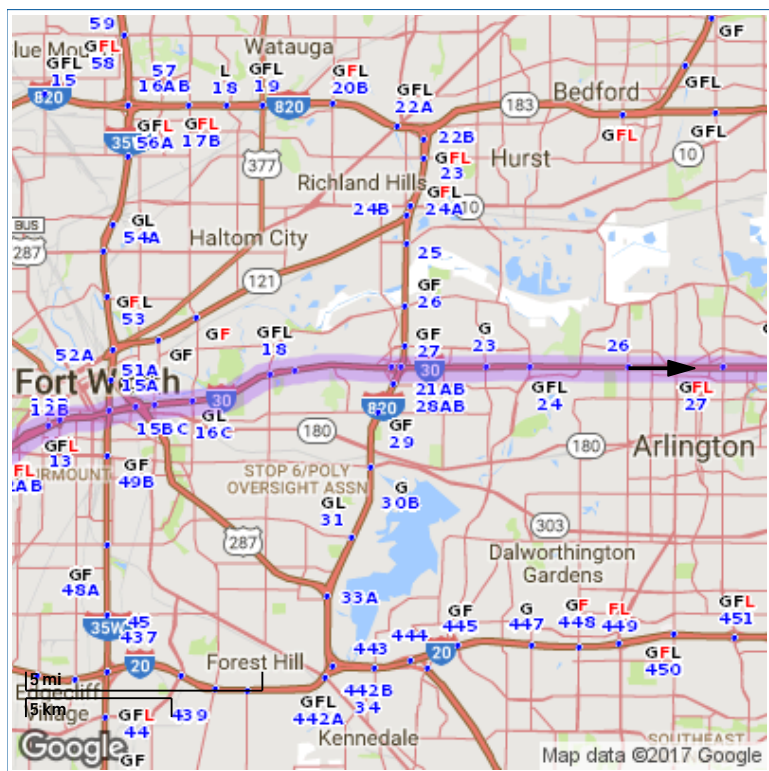 59
GF
GFL
58
Watauga
Blue Mou
GFL
15
57
16AB
L
18
GFL
19
GFL
20B
GFL
22A
GFL
Bedford
820
820
183
GFL
56A
GFL
17B
GFL
GFL
35W
22B
GFL
23
Hurst
10
377
Richland Hills
GFL
24B
24A
10
BUS
287
GL
54A
Haltom City
25
121
GF
26
GFL
53
GF
GF
GFL
18
GF
27
G
23
26
52A
51A
15A
Fort Worth
30
30
21AB
28AB
GFL
24
GFL
27
12B
15BC
GL
16C
820
180
GF
29
180
Arlington
GFL
13
FL
2AB
FAIRMOUNT
GF
49B
STOP 6/POLY
OVERSIGHT ASSN
G
30B
GL
31
287
303
Dalworthington
Gardens
GF
48A
33A
45
437
35W
GF
445
G
447
GF
448
FL
449
GFL
451
443
444
20
20
Forest Hill
GFL
450
5 mi
442B
34
Edgecliff
Village
5 km
GFL
442A
GFL
44
439
Kennedale
SOUTHEAST
GF
Google
Map data ©2017 Google